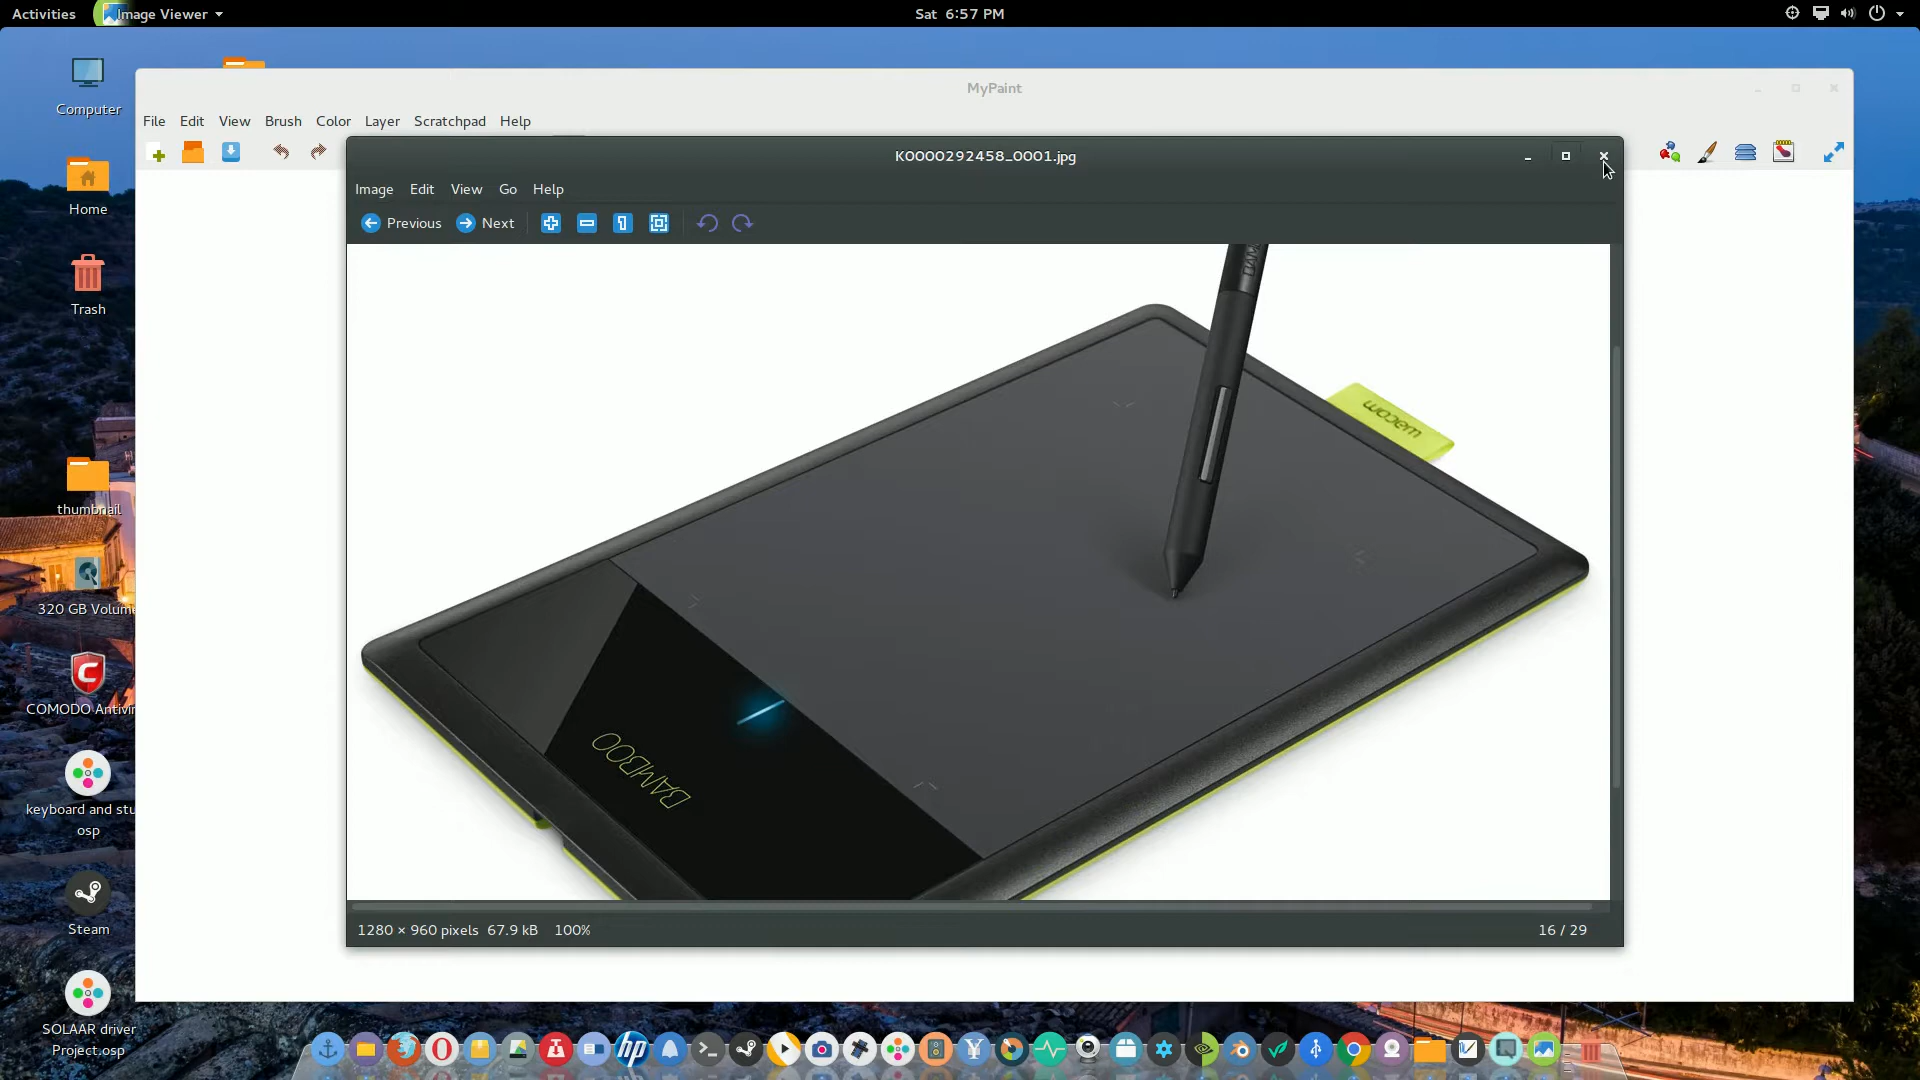 Activities
Image Viewer
Sat 6:57 PM
Computer
Home
Trash
thumbnail
320 GB Volum
COMODO Antivir
keyboard and stu
osp
Steam
SOLAAR driver
Project.osp
MyPaint
File Edit View Brush Color Layer Scratchpad Help
K0000292458_0001.jpg
Image Edit View Go Help
Previous Next
wacom
BAMBOO
1280 × 960 pixels 67.9 kB 100%
16 / 29
hp